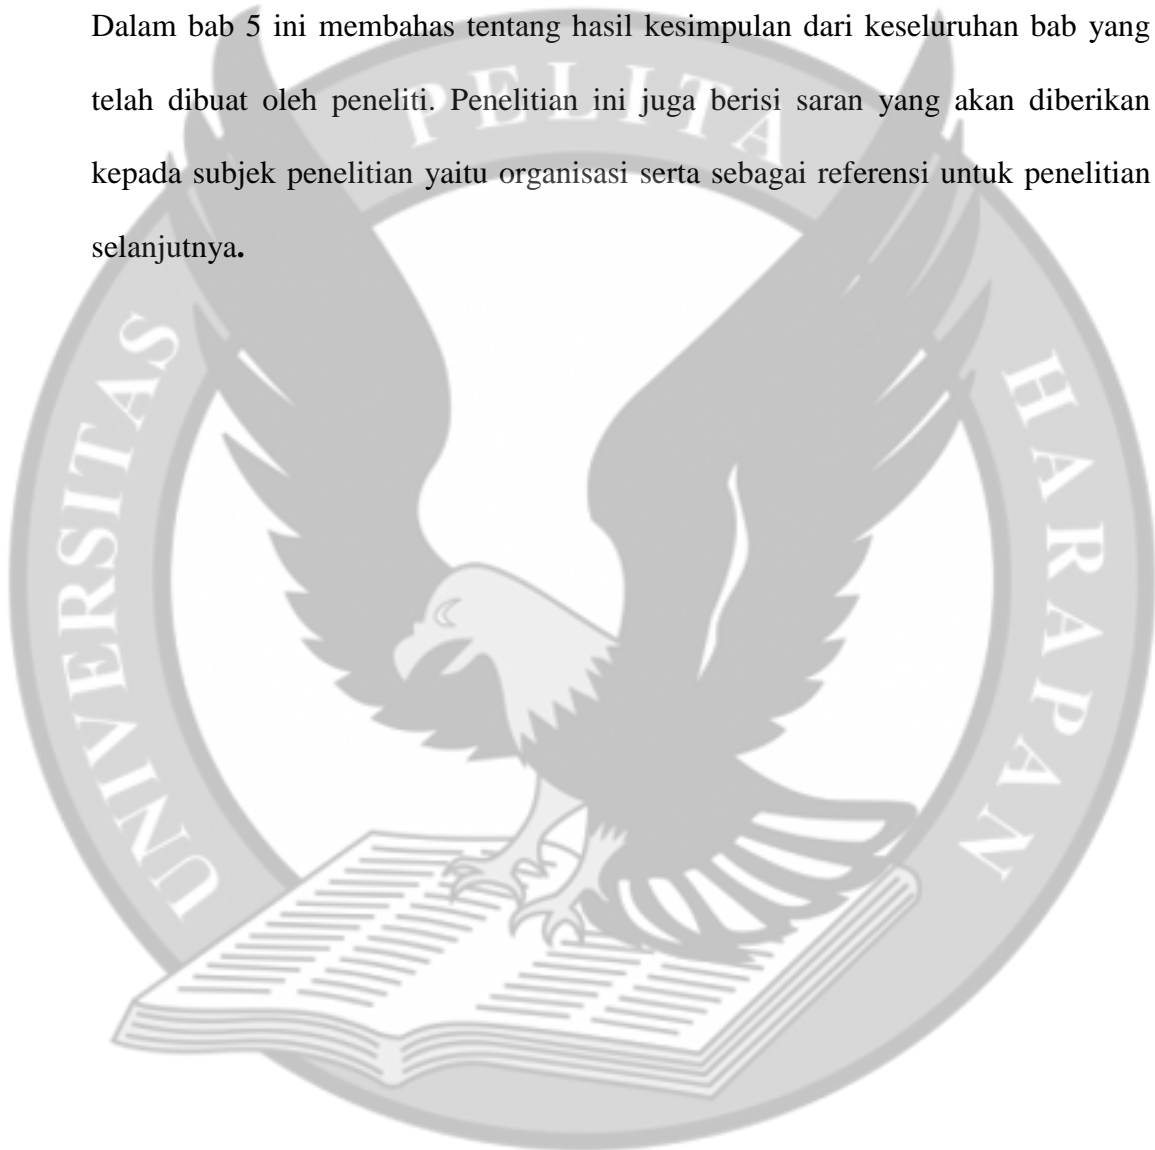 Dalam bab 5 ini membahas tentang hasil kesimpulan dari keseluruhan bab yang
telah dibuat oleh peneliti. Penelitian ini juga berisi saran yang akan diberikan
kepada subjek penelitian yaitu organisasi serta sebagai referensi untuk penelitian
selanjutnya.
UNIVERSITAS
PELITA
HARAPAN